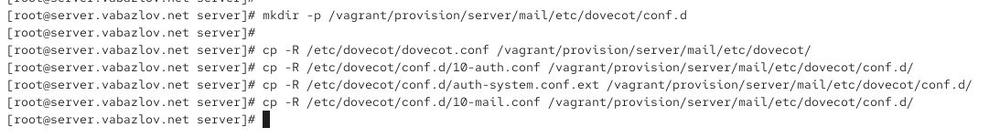 [root@server.vabazlov.net server]# mkdir -p /vagrant/provision/server/mail/etc/dovecot/conf.d
[root@server.vabazlov.net server]#
[root@server.vabazlov.net server]# cp -R /etc/dovecot/dovecot.conf /vagrant/provision/server/mail/etc/dovecot/
[root@server.vabazlov.net server]# cp -R /etc/dovecot/conf.d/10-auth.conf /vagrant/provision/server/mail/etc/dovecot/conf.d/
[root@server.vabazlov.net server]# cp -R /etc/dovecot/conf.d/auth-system.conf.ext /vagrant/provision/server/mail/etc/dovecot/conf.d/
[root@server.vabazlov.net server]# cp -R /etc/dovecot/conf.d/10-mail.conf /vagrant/provision/server/mail/etc/dovecot/conf.d/
[root@server.vabazlov.net server]#